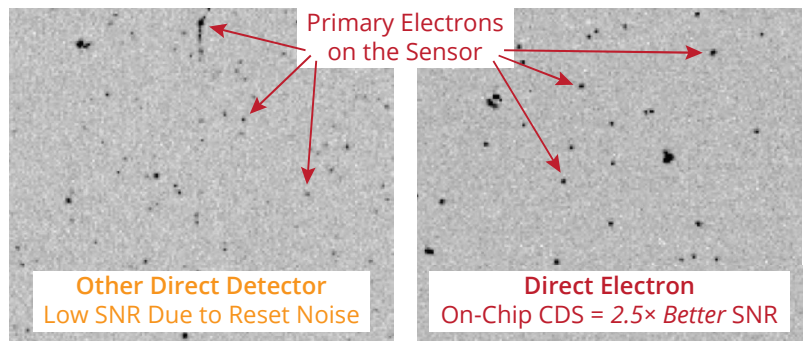 Primary Electrons
on the Sensor
Other Direct Detector
Low SNR Due to Reset Noise
Direct Electron
On-Chip CDS = 2.5× Better SNR